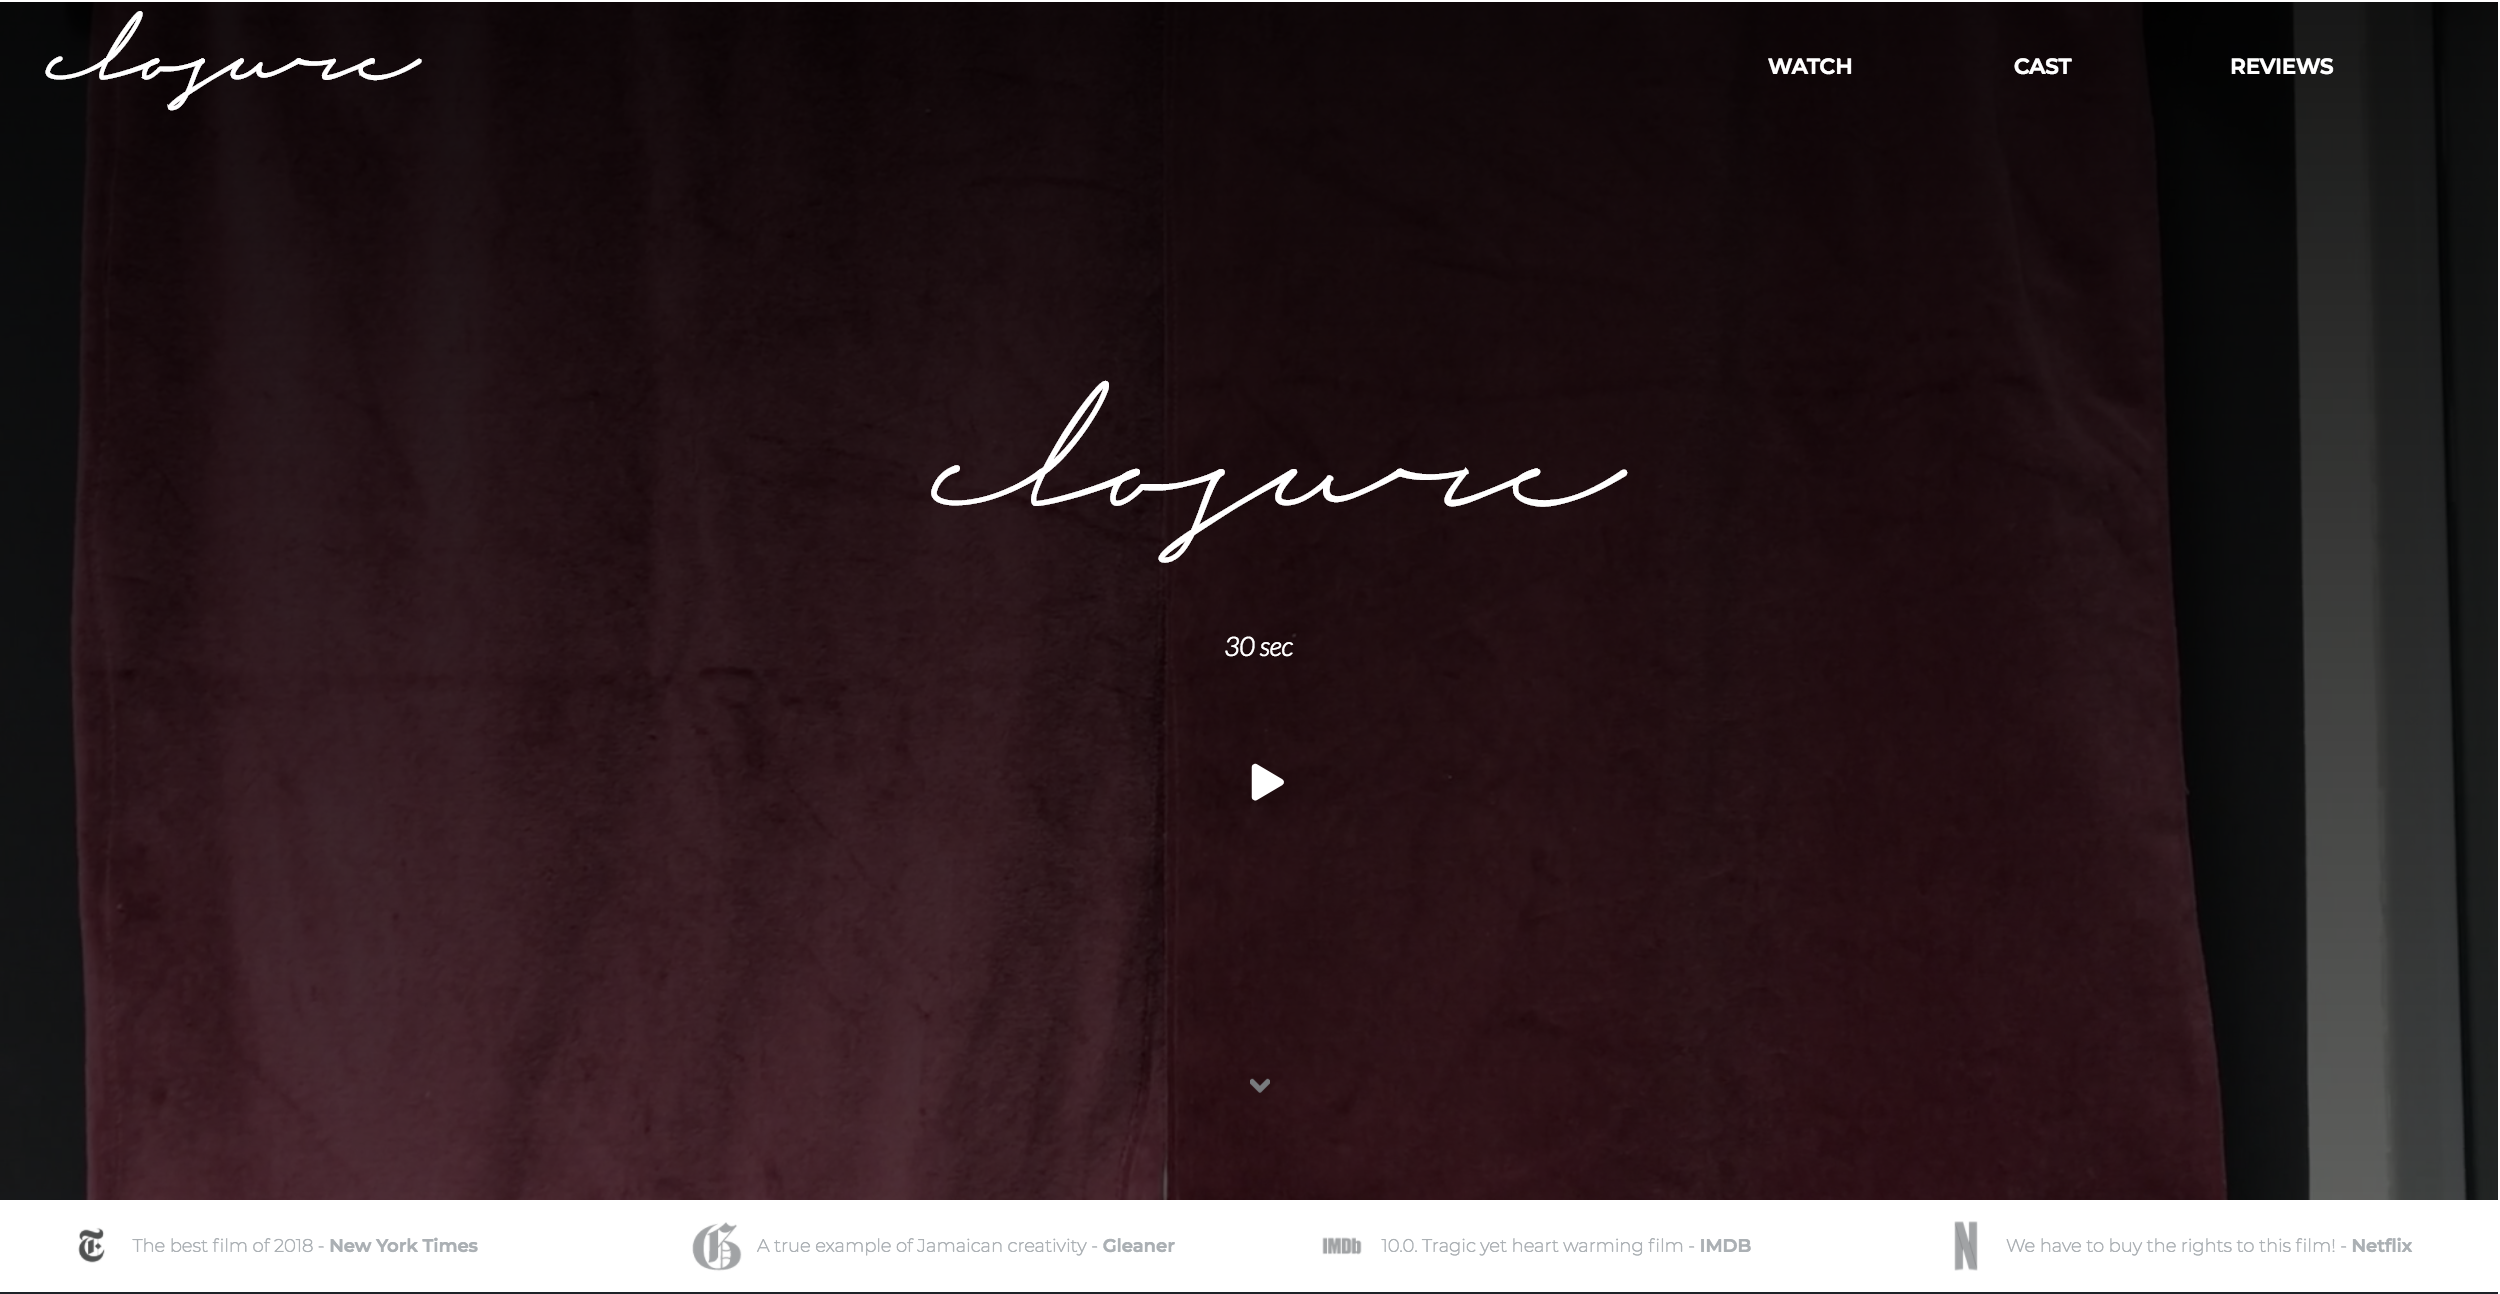 closure
WATCH CAST REVIEWS
closure
30 sec
The best film of 2018 - New York Times
A true example of Jamaican creativity - Gleaner
IMDb 10.0. Tragic yet heart warming film - IMDB
N We have to buy the rights to this film! - Netflix